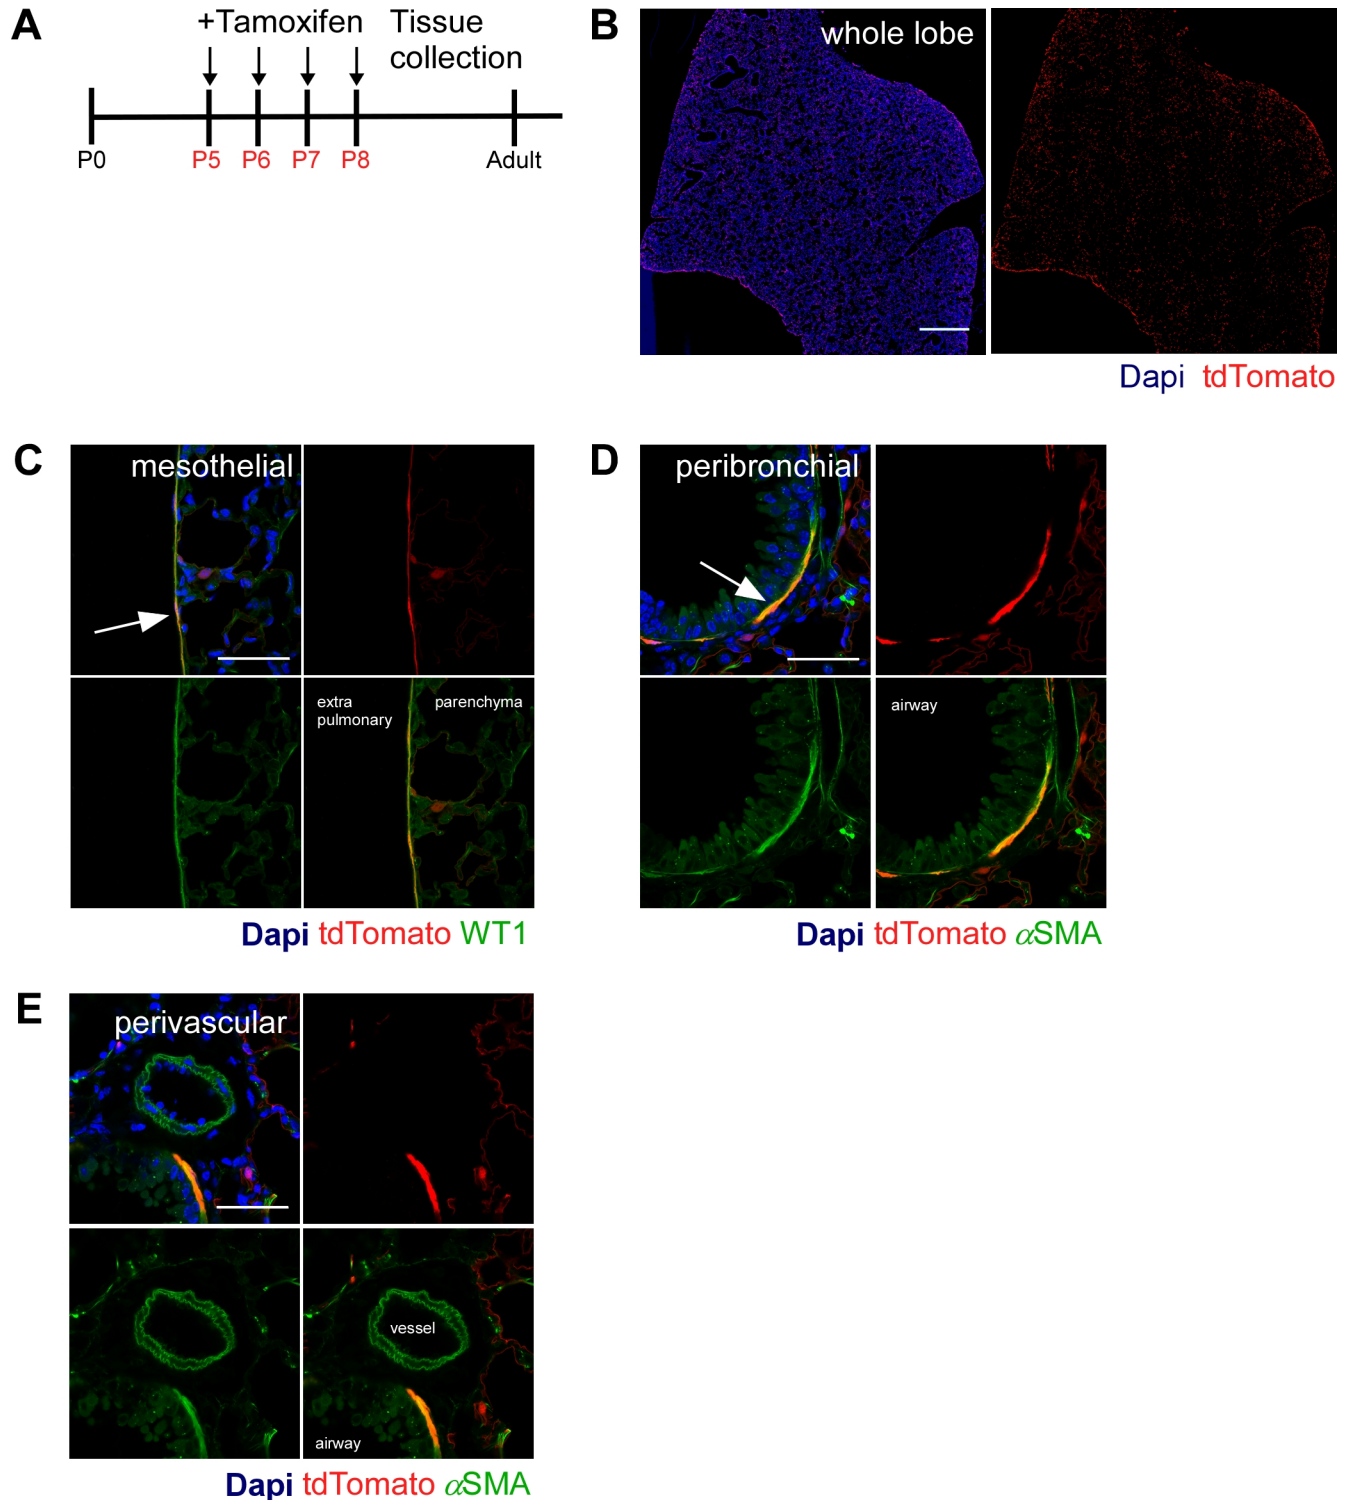 A
+Tamoxifen
Tissue
collection
P0
P5
P6
P7
P8
Adult
B
whole lobe
Dapi tdTomato
C
mesothelial
extra
pulmonary
parenchyma
Dapi tdTomato WT1
D
peribronchial
airway
Dapi tdTomato αSMA
E
perivascular
vessel
airway
Dapi tdTomato αSMA